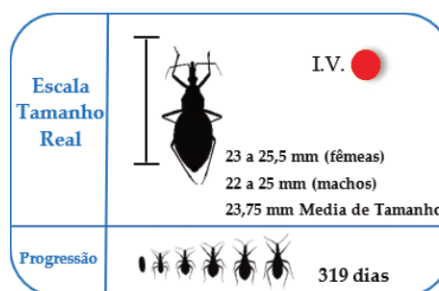 Escala
Tamanho
Real
I.V.
23 a 25,5 mm (fêmeas)
22 a 25 mm (machos)
23,75 mm Media de Tamanho
Progressão
319 dias